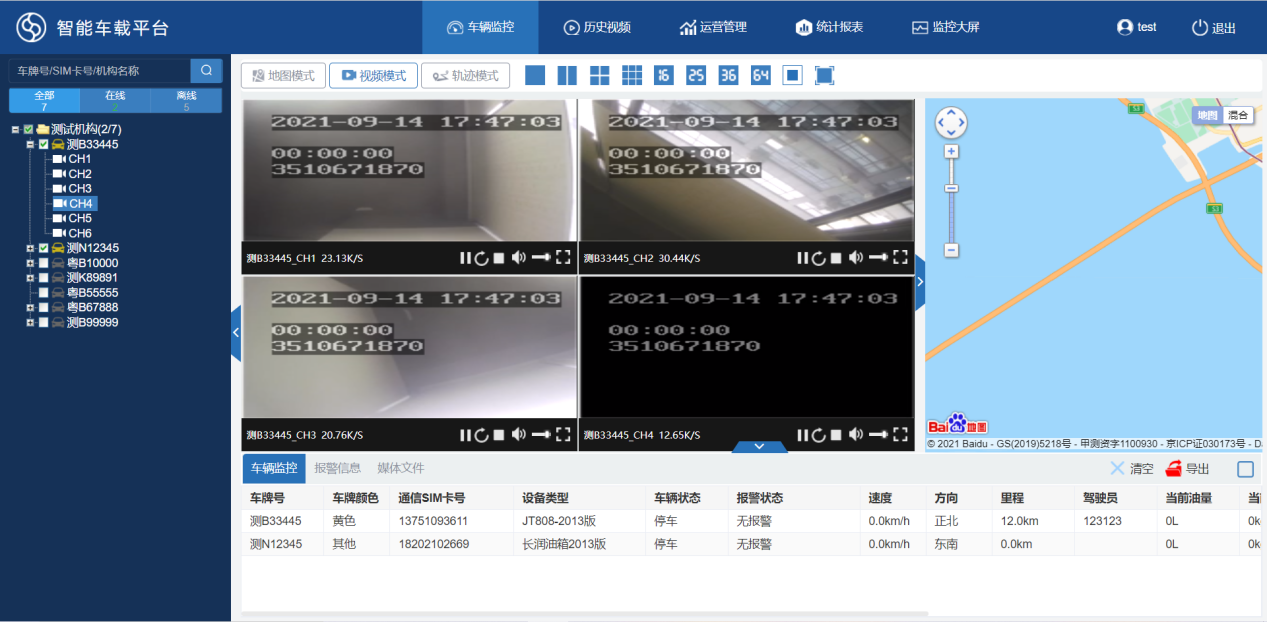 智能车载平台
车辆监控
历史视频
运营管理
统计报表
监控大屏
test
退出
车牌号/SIM卡号/机构名称
全部
7
在线
2
离线
5
测试机构(2/7)
测B33445
CH1
CH2
CH3
CH4
CH5
CH6
测N12345
粤B10000
测K89891
粤B55555
粤B67888
测B99999
地图模式
视频模式
轨迹模式
16
25
36
64
2021-09-14 17:47:03
00:00:00
3510671870
测B33445_CH1 23.13K/S
2021-09-14 17:47:03
00:00:00
3510671870
测B33445_CH2 30.44K/S
2021-09-14 17:47:03
00:00:00
3510671870
测B33445_CH3 20.76K/S
2021-09-14 17:47:03
00:00:00
3510671870
测B33445_CH4 12.65K/S
地图
混合
S3
S3
Bai du 地图
© 2021 Baidu - GS(2019)5218号 - 甲测资字1100930 - 京ICP证030173号 - D
车辆监控
报警信息
媒体文件
清空
导出
车牌号 车牌颜色 通信SIM卡号 设备类型 车辆状态 报警状态 速度 方向 里程 驾驶员 当前油量
测B33445 黄色 13751093611 JT808-2013版 停车 无报警 0.0km/h 正北 12.0km 123123 0L 0k
测N12345 其他 18202102669 长润油箱2013版 停车 无报警 0.0km/h 东南 0.0km 0L 0k